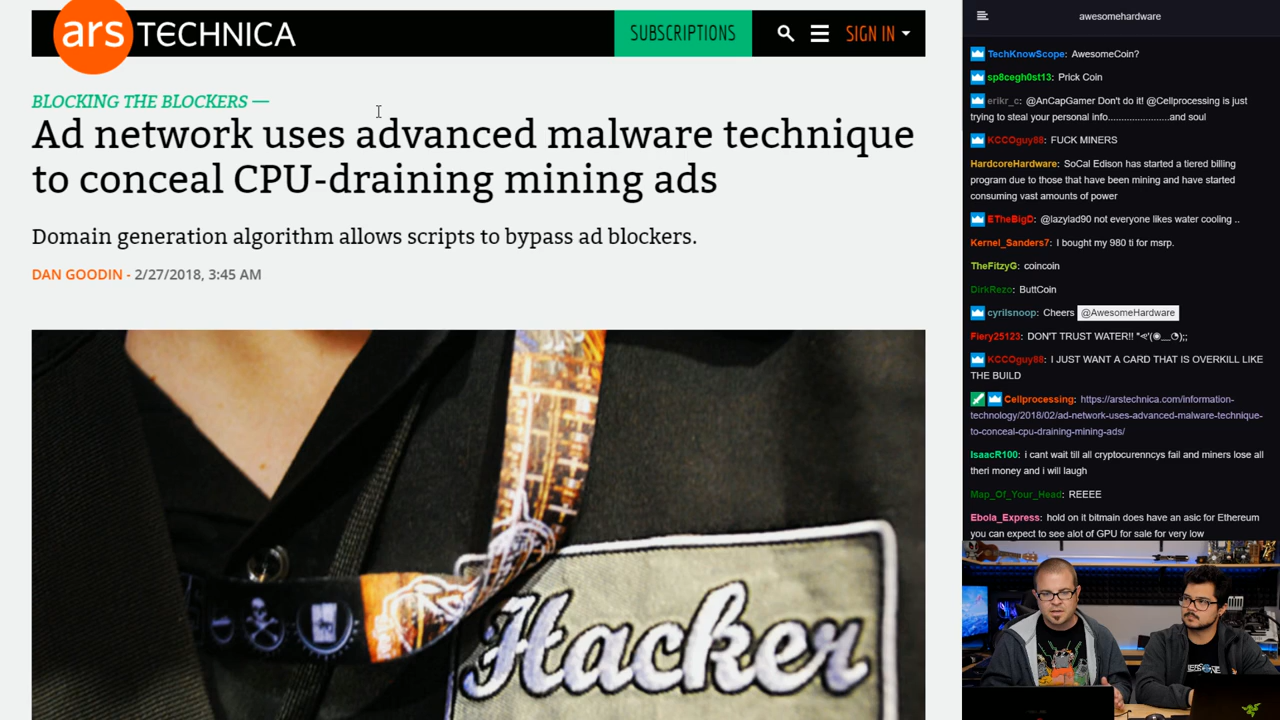 ars TECHNICA
SUBSCRIPTIONS
SIGN IN
BLOCKING THE BLOCKERS —
Ad network uses advanced malware technique
to conceal CPU-draining mining ads
Domain generation algorithm allows scripts to bypass ad blockers.
DAN GOODIN - 2/27/2018, 3:45 AM
Hacker
awesomehardware
TechKnowScope: AwesomeCoin?
sp8cegh0st13: Prick Coin
erikr_c: @AnCapGamer Don't do it! @Cellprocessing is just
trying to steal your personal info......................and soul
KCCOguy88: FUCK MINERS
HardcoreHardware: SoCal Edison has started a tiered billing
program due to those that have been mining and have started
consuming vast amounts of power
ETheBigD: @lazylad90 not everyone likes water cooling ..
Kernel_Sanders7: I bought my 980 ti for msrp.
TheFitzyG: coincoin
DirkRezo: ButtCoin
cyrilsnoop: Cheers @AwesomeHardware
Fiery25123: DON'T TRUST WATER!!
KCCOguy88: I JUST WANT A CARD THAT IS OVERKILL LIKE
THE BUILD
Cellprocessing: https://arstechnica.com/information-
technology/2018/02/ad-network-uses-advanced-malware-technique-
to-conceal-cpu-draining-mining-ads/
IsaacR100: i cant wait till all cryptocurenncys fail and miners lose all
theri money and i will laugh
Map_Of_Your_Head: REEEE
Ebola_Express: hold on it bitmain does have an asic for Ethereum
you can expect to see alot of GPU for sale for very low